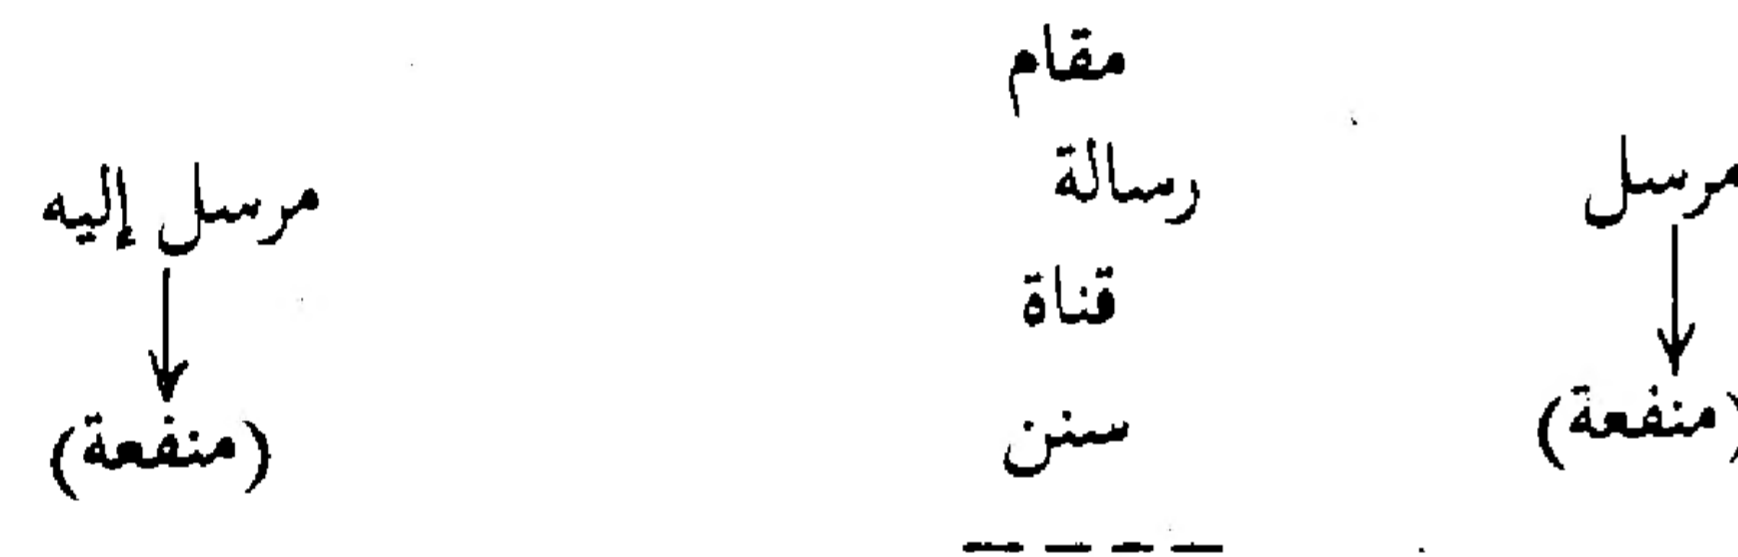 مقام
مرسل رسالة مرسل إليه
قناة
(منفعة) سنن (منفعة)